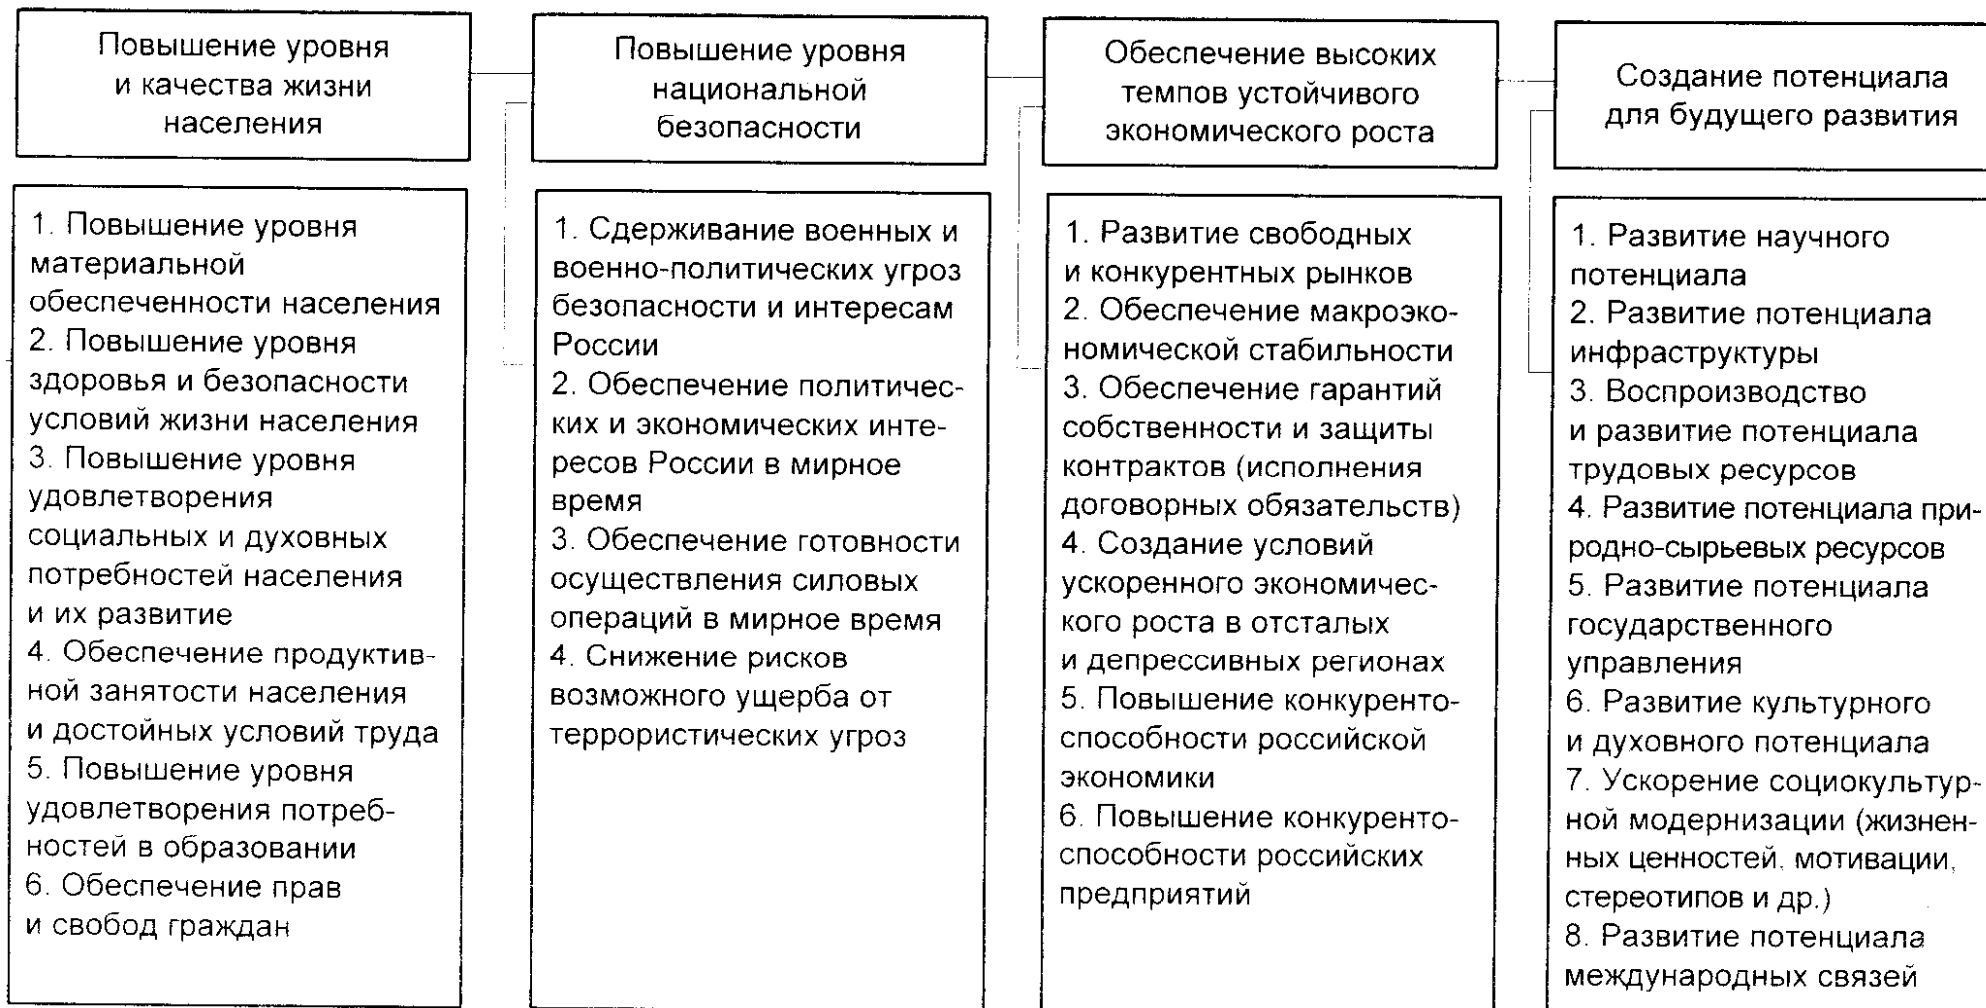 Повышение уровня
и качества жизни
населения
1. Повышение уровня
материальной
обеспеченности населения
2. Повышение уровня
здоровья и безопасности
условий жизни населения
3. Повышение уровня
удовлетворения
социальных и духовных
потребностей населения
и их развитие
4. Обеспечение продуктив-
ной занятости населения
и достойных условий труда
5. Повышение уровня
удовлетворения потреб-
ностей в образовании
6. Обеспечение прав
и свобод граждан
Повышение уровня
национальной
безопасности
1. Сдерживание военных и
военно-политических угроз
безопасности и интересам
России
2. Обеспечение политичес-
ких и экономических инте-
ресов России в мирное
время
3. Обеспечение готовности
осуществления силовых
операций в мирное время
4. Снижение рисков
возможного ущерба от
террористических угроз
Обеспечение высоких
темпов устойчивого
экономического роста
1. Развитие свободных
и конкурентных рынков
2. Обеспечение макроэко-
номической стабильности
3. Обеспечение гарантий
собственности и защиты
контрактов (исполнения
договорных обязательств)
4. Создание условий
ускоренного экономичес-
кого роста в отсталых
и депрессивных регионах
5. Повышение конкуренто-
способности российской
экономики
6. Повышение конкуренто-
способности российских
предприятий
Создание потенциала
для будущего развития
1. Развитие научного
потенциала
2. Развитие потенциала
инфраструктуры
3. Воспроизводство
и развитие потенциала
трудовых ресурсов
4. Развитие потенциала при-
родно-сырьевых ресурсов
5. Развитие потенциала
государственного
управления
6. Развитие культурного
и духовного потенциала
7. Ускорение социокультур-
ной модернизации (жизнен-
ных ценностей, мотивации,
стереотипов и др.)
8. Развитие потенциала
международных связей